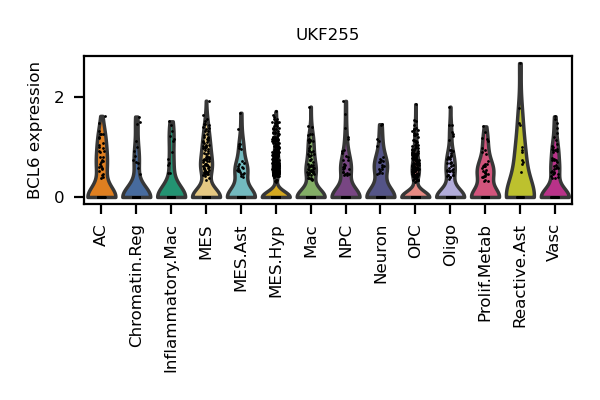 UKF255
BCL6 expression
2
0
AC
Chromatin.Reg
Inflammatory.Mac
MES
MES.Ast
MES.Hyp
Mac
NPC
Neuron
OPC
Oligo
Prolif.Metab
Reactive.Ast
Vasc